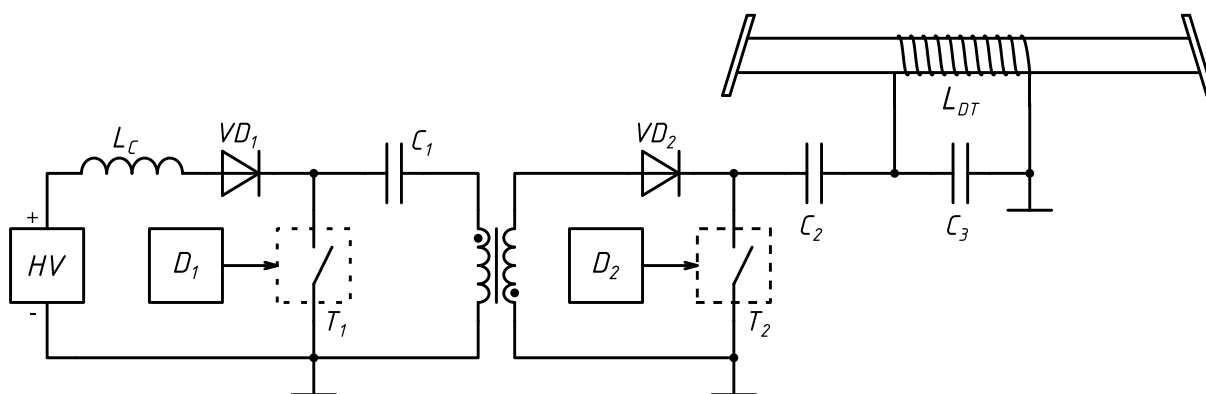 L_DT
L_C
VD_1
C_1
VD_2
C_2
C_3
+
HV
-
D_1
T_1
D_2
T_2